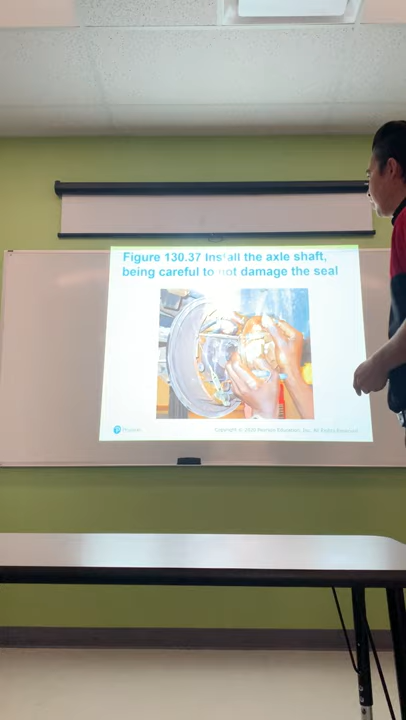 Figure 130.37 Install the axle shaft,
being careful to not damage the seal
Pearson
Copyright © 2020 Pearson Education, Inc. All Rights Reserved